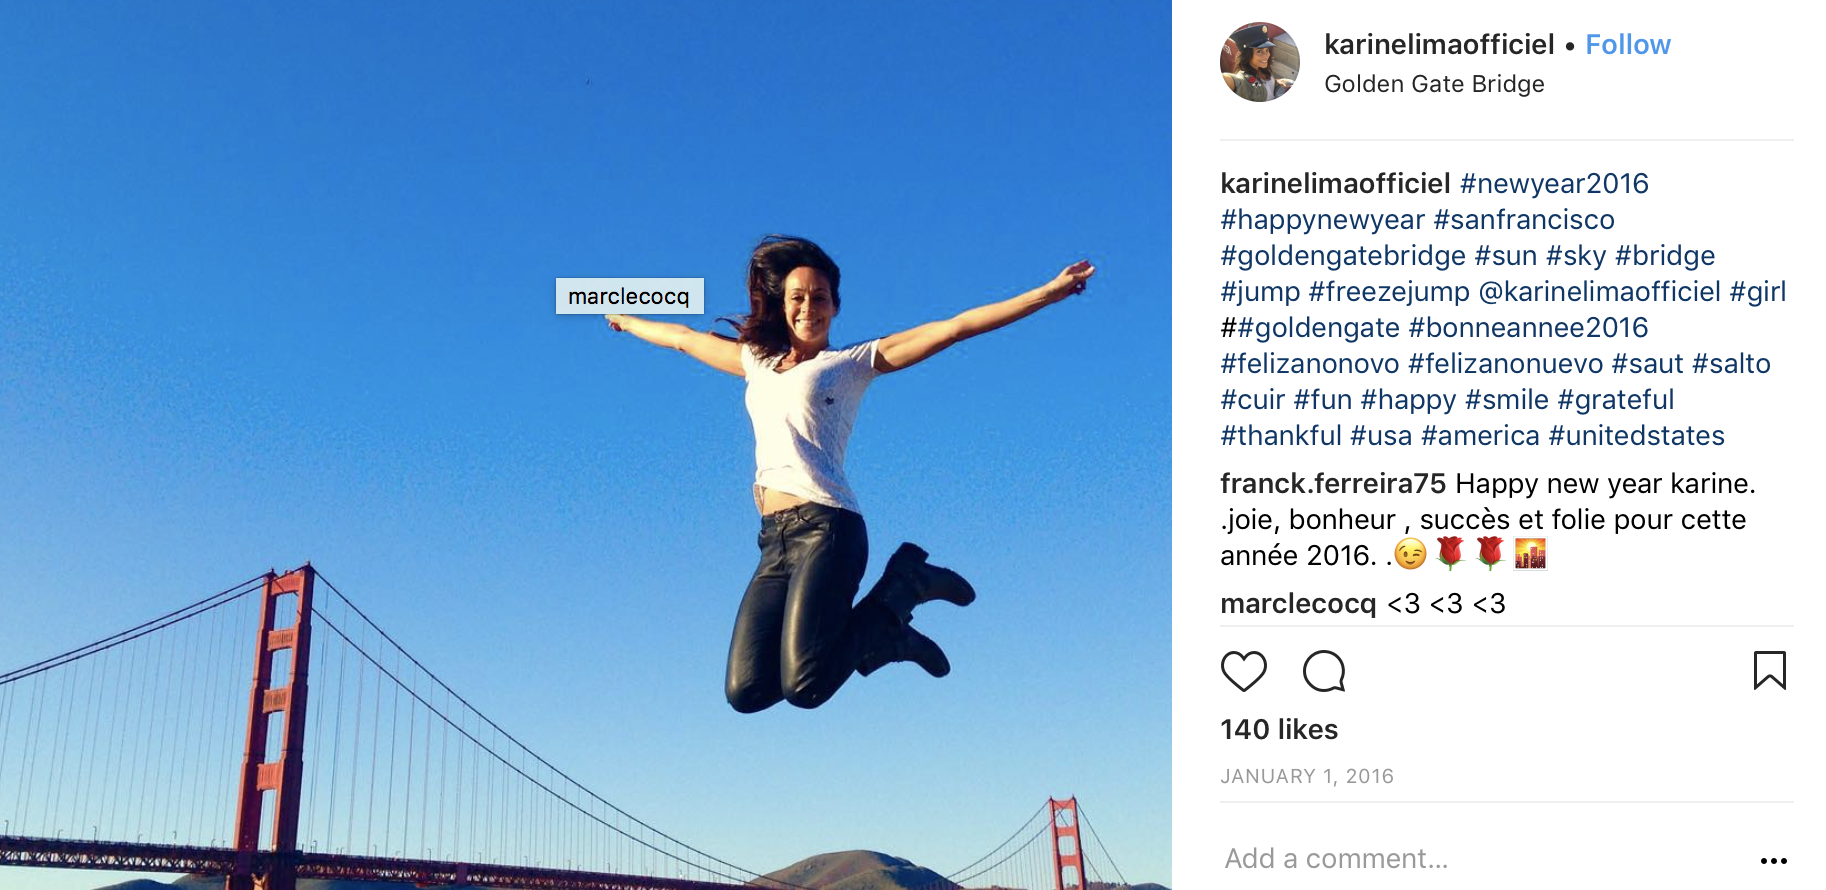 marclecocq
karinelimaofficiel • Follow
Golden Gate Bridge
karinelimaofficiel #newyear2016
#happynewyear #sanfrancisco
#goldengatebridge #sun #sky #bridge
#jump #freezejump @karinelimaofficiel #girl
##goldengate #bonneannee2016
#felizanonovo #felizanonuevo #saut #salto
#cuir #fun #happy #smile #grateful
#thankful #usa #america #unitedstates
franck.ferreira75 Happy new year karine.
.joie, bonheur , succès et folie pour cette
année 2016. .😉🌹🌹🌇
marclecocq <3 <3 <3
140 likes
JANUARY 1, 2016
Add a comment...